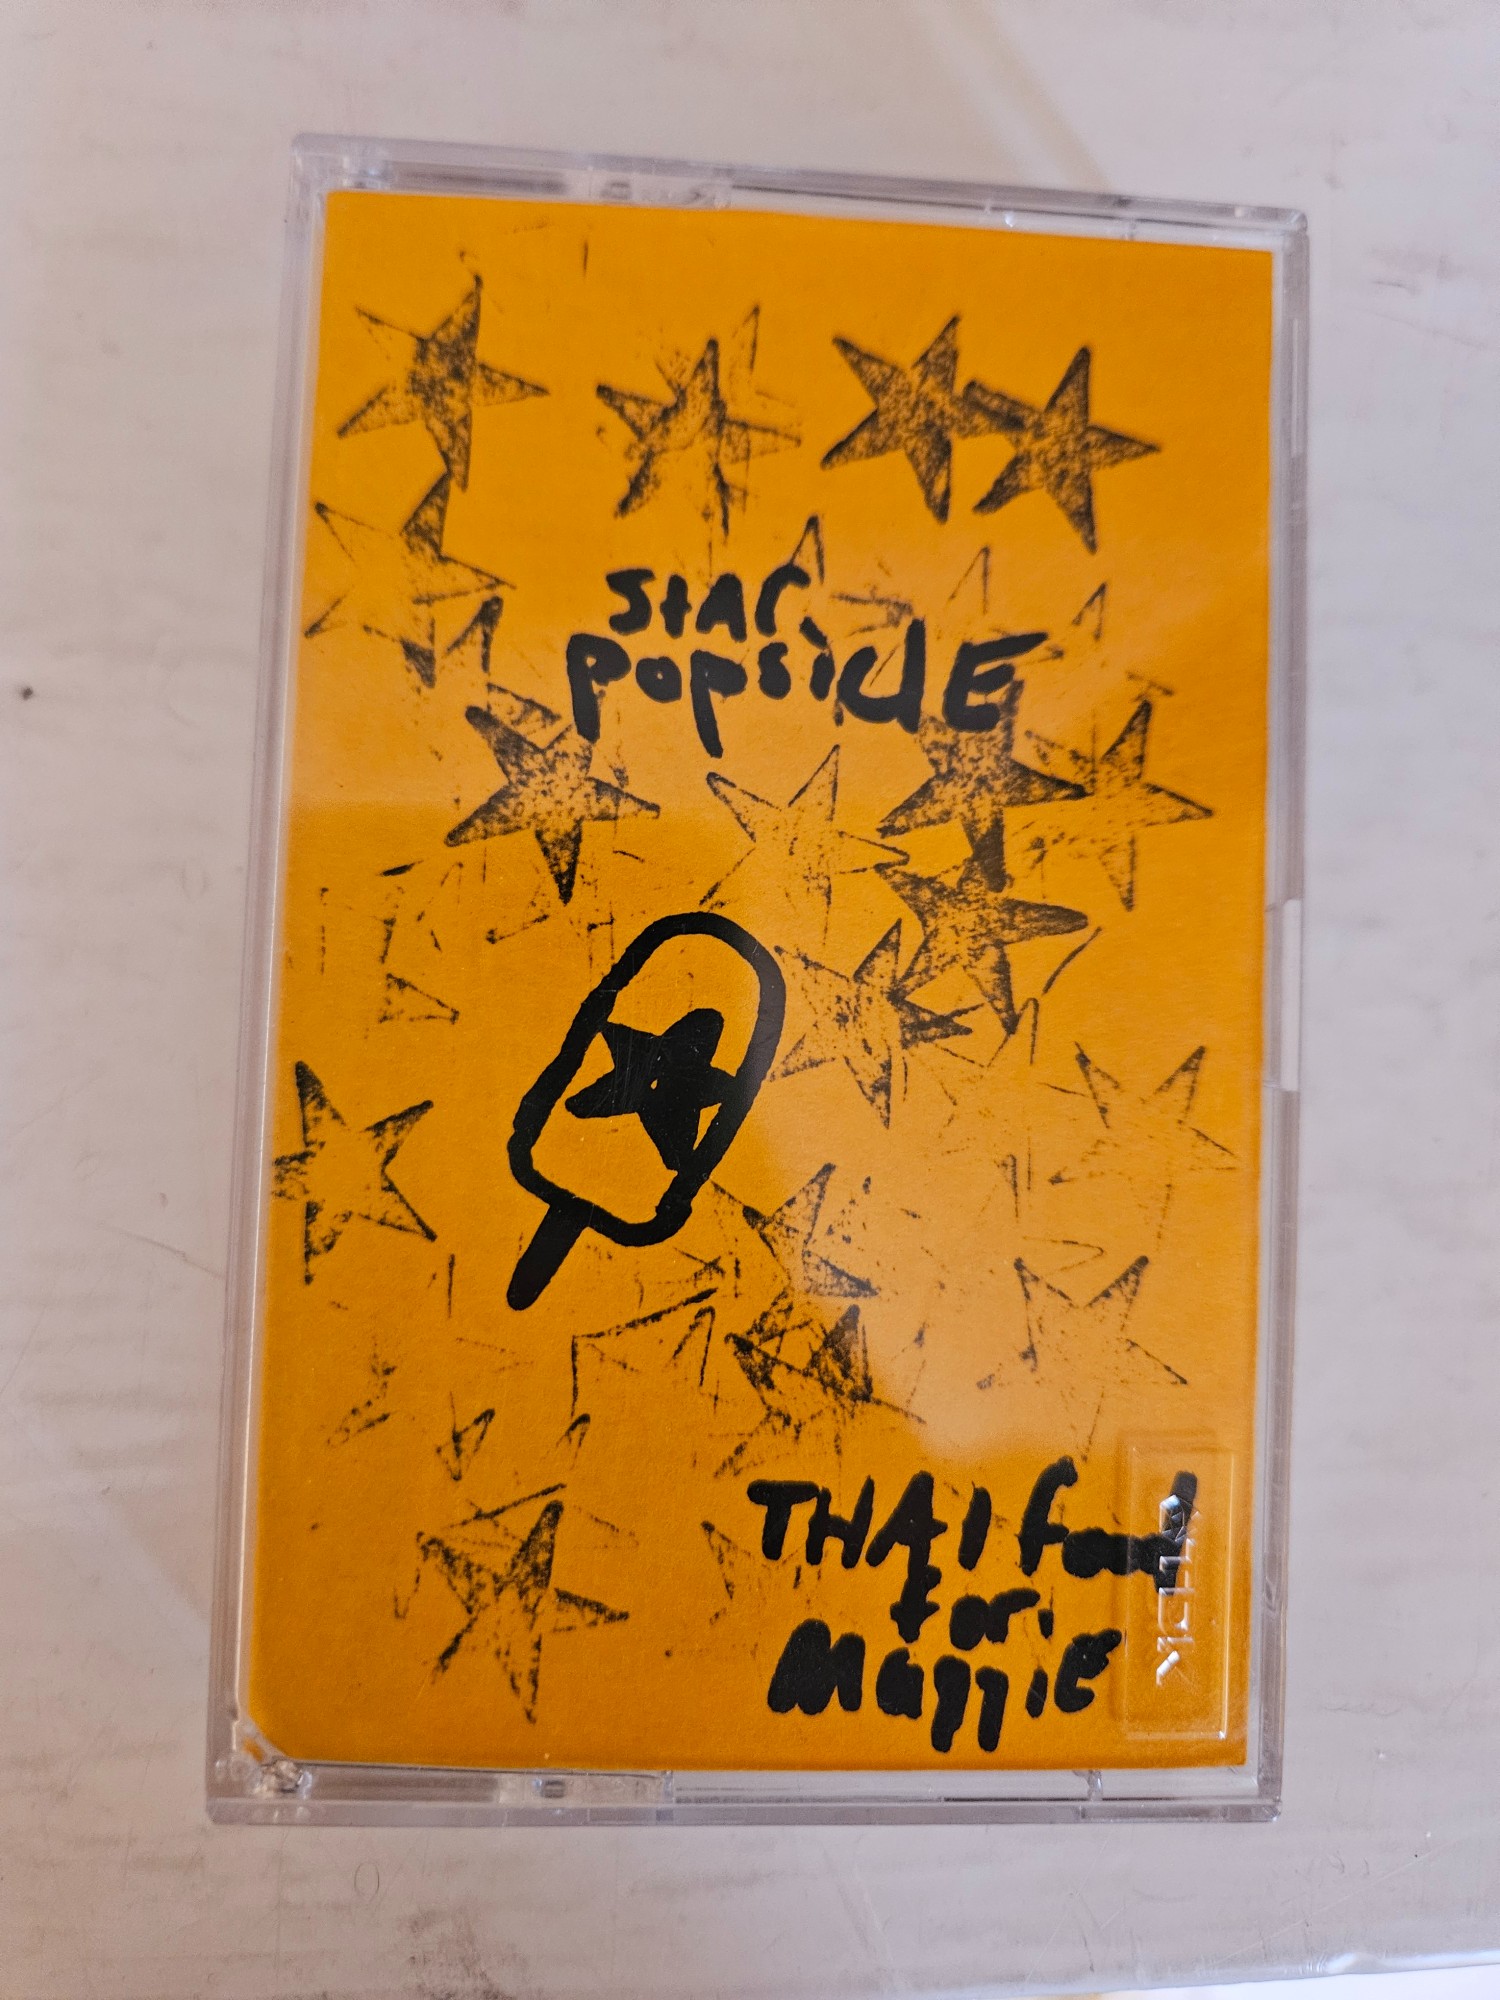 StAr
PopsiclE
THAI food
for
MaggiE